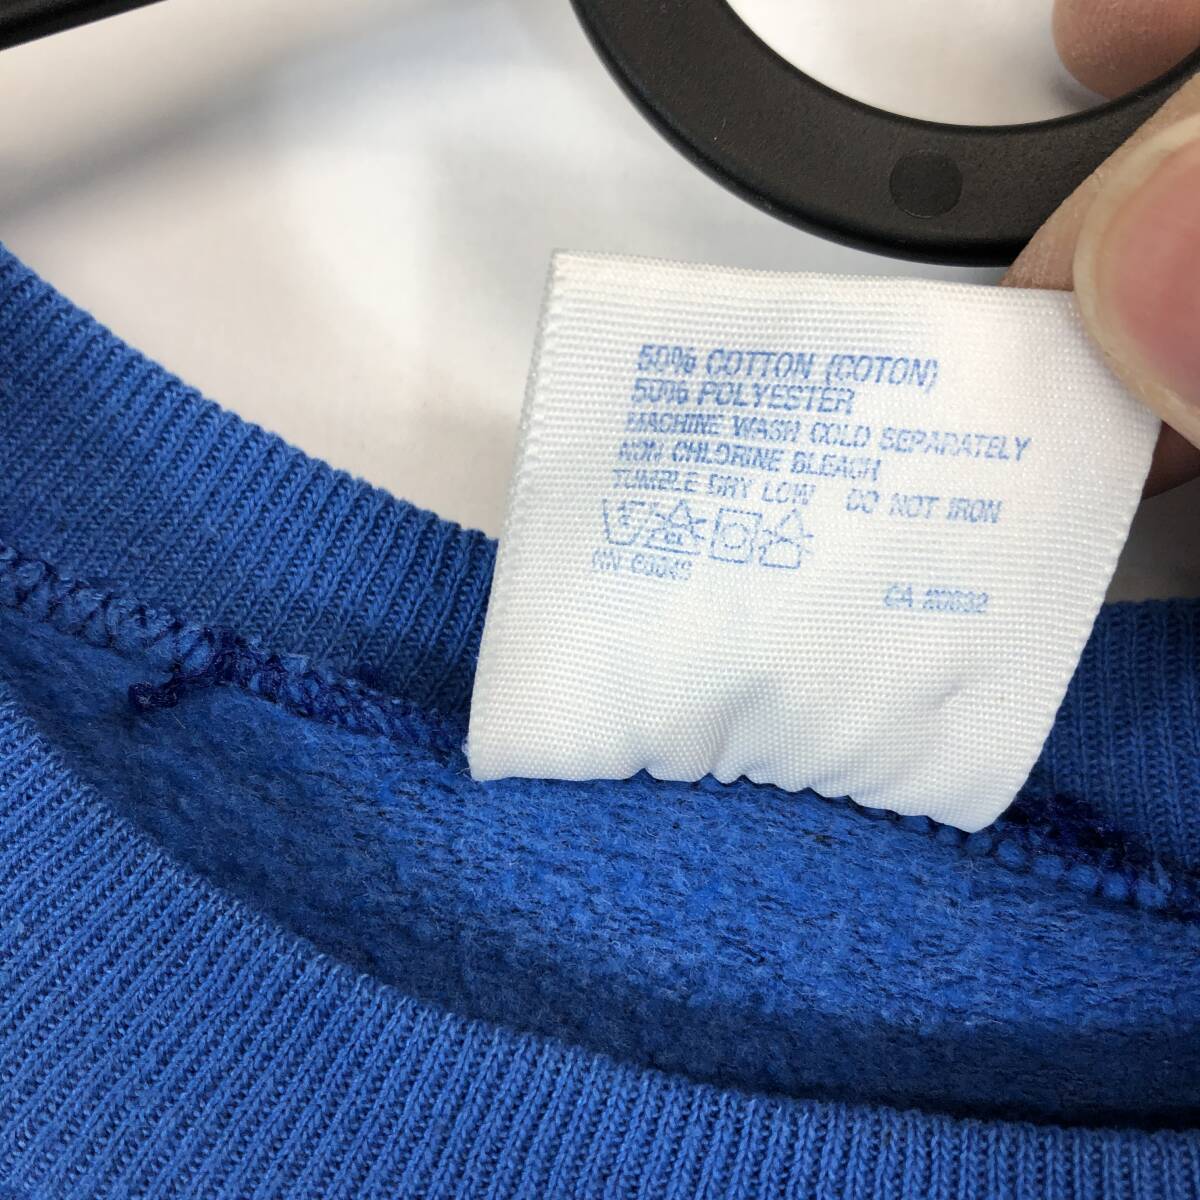 50% COTTON (COTON)
50% POLYESTER
MACHINE WASH COLD SEPARATELY
NON CHLORINE BLEACH
TUMBLE DRY LOW DO NOT IRON
RN
CA